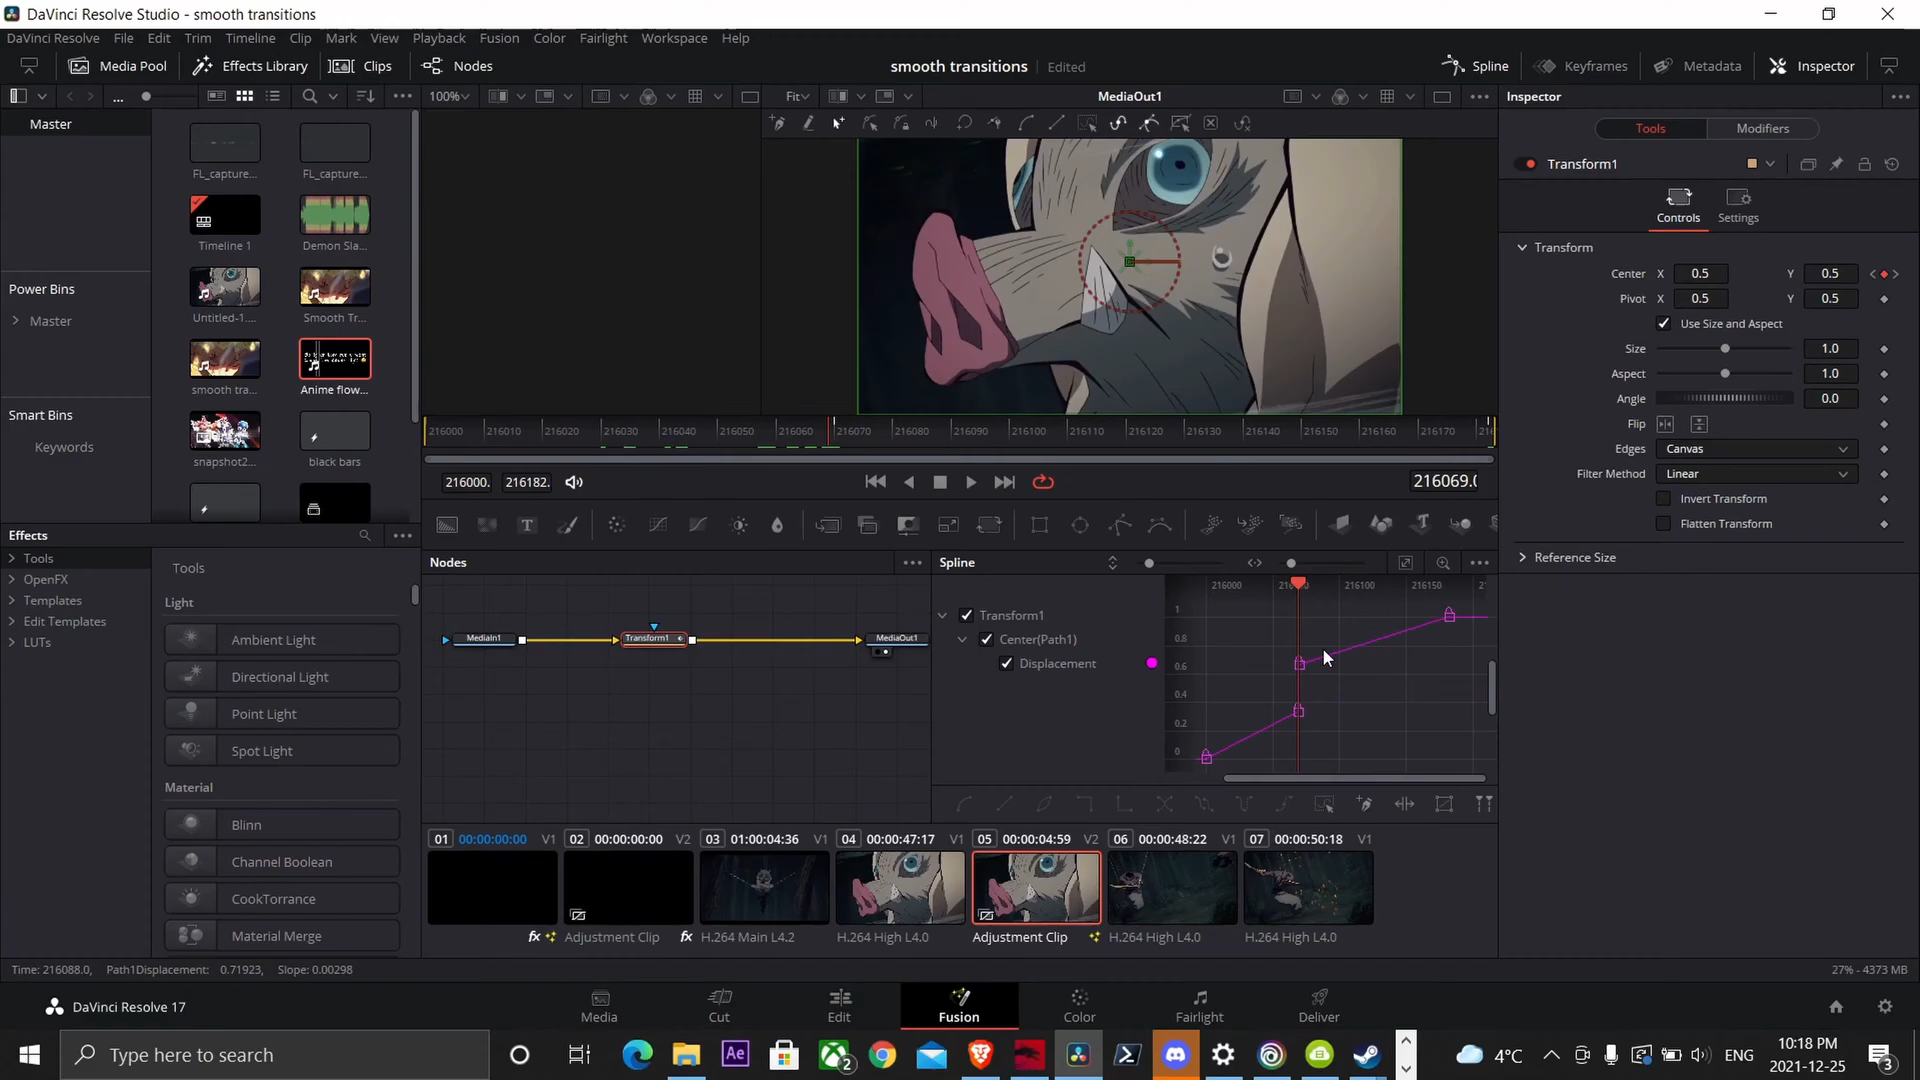 DaVinci Resolve Studio - smooth transitions
DaVinci Resolve File Edit Trim Timeline Clip Mark View Playback Fusion Color Fairlight Workspace Help
Media Pool Effects Library Clips Nodes smooth transitions Edited Spline Keyframes Metadata Inspector
... 100% Fit MediaOut1 Inspector
Master
Tools Modifiers
Transform1
FL_capture... FL_capture...
Controls Settings
Timeline 1 Demon Sla...
Transform
Center X 0.5 Y 0.5
Power Bins
Master
Untitled-1.... Smooth Tr...
Pivot X 0.5 Y 0.5
Use Size and Aspect
Size 1.0
Aspect 1.0
smooth tra... Anime flow...
Angle 0.0
Smart Bins
Keywords
Flip
216000 216010 216020 216030 216040 216050 216060 216070 216080 216090 216100 216110 216120 216130 216140 216150 216160 216170
Edges Canvas
snapshot2... black bars
Filter Method Linear
216000. 216182. 216069.0
Invert Transform
Flatten Transform
Effects
Reference Size
Nodes Spline
Tools
OpenFX
Templates
Edit Templates
LUTs
Tools
Light
Ambient Light
Directional Light
Point Light
Spot Light
Material
Blinn
Channel Boolean
CookTorrance
Material Merge
MediaIn1 Transform1 MediaOut1
Transform1
Center(Path1)
Displacement
216000 216100 216150
1
0.8
0.6
0.4
0.2
0
01 00:00:00:00 V1 02 00:00:00:00 V2 03 01:00:04:36 V1 04 00:00:47:17 V1 05 00:00:04:59 V2 06 00:00:48:22 V1 07 00:00:50:18 V1
fx Adjustment Clip fx H.264 Main L4.2 H.264 High L4.0 Adjustment Clip H.264 High L4.0 H.264 High L4.0
Time: 216088.0, Path1Displacement: 0.71923, Slope: 0.00298 27% - 4373 MB
DaVinci Resolve 17 Media Cut Edit Fusion Color Fairlight Deliver
Type here to search Ae 2 4°C ENG 10:18 PM
2021-12-25 3